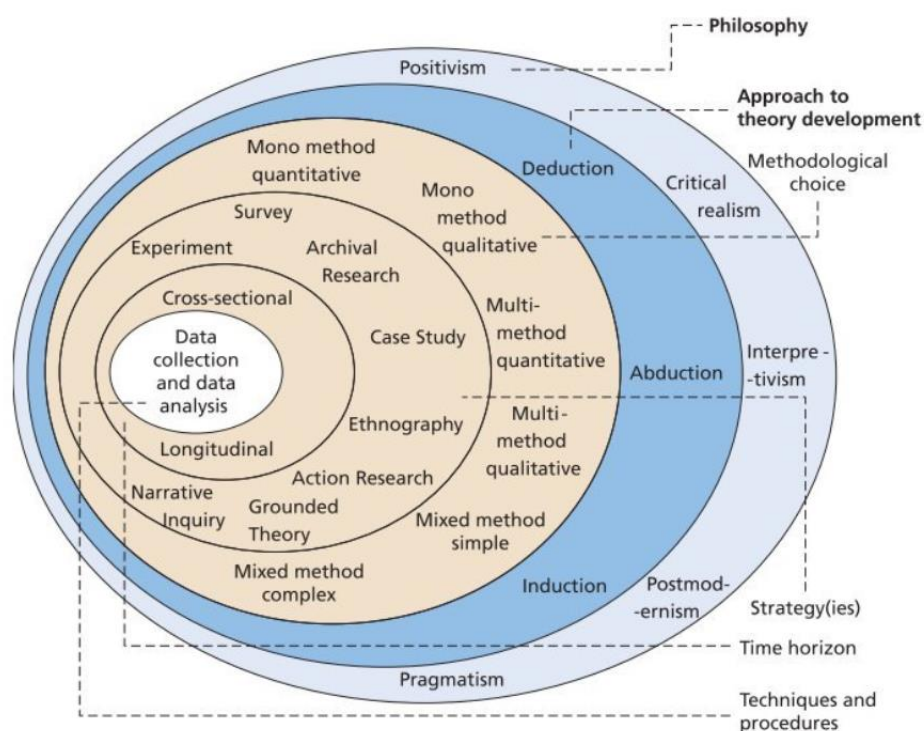 Philosophy
Positivism
Approach to
theory development
Mono method
quantitative
Deduction
Methodological
choice
Critical
realism
Mono
method
qualitative
Survey
Experiment
Archival
Research
Cross-sectional
Multi-
method
quantitative
Data
collection
and data
analysis
Case Study
Abduction
Interpre -
-tivism
Ethnography
Multi-
method
qualitative
Longitudinal
Action Research
Narrative
Inquiry
Grounded
Theory
Mixed method
simple
Mixed method
complex
Induction
Postmod-
-ernism
Strategy(ies)
Time horizon
Pragmatism
Techniques and
procedures